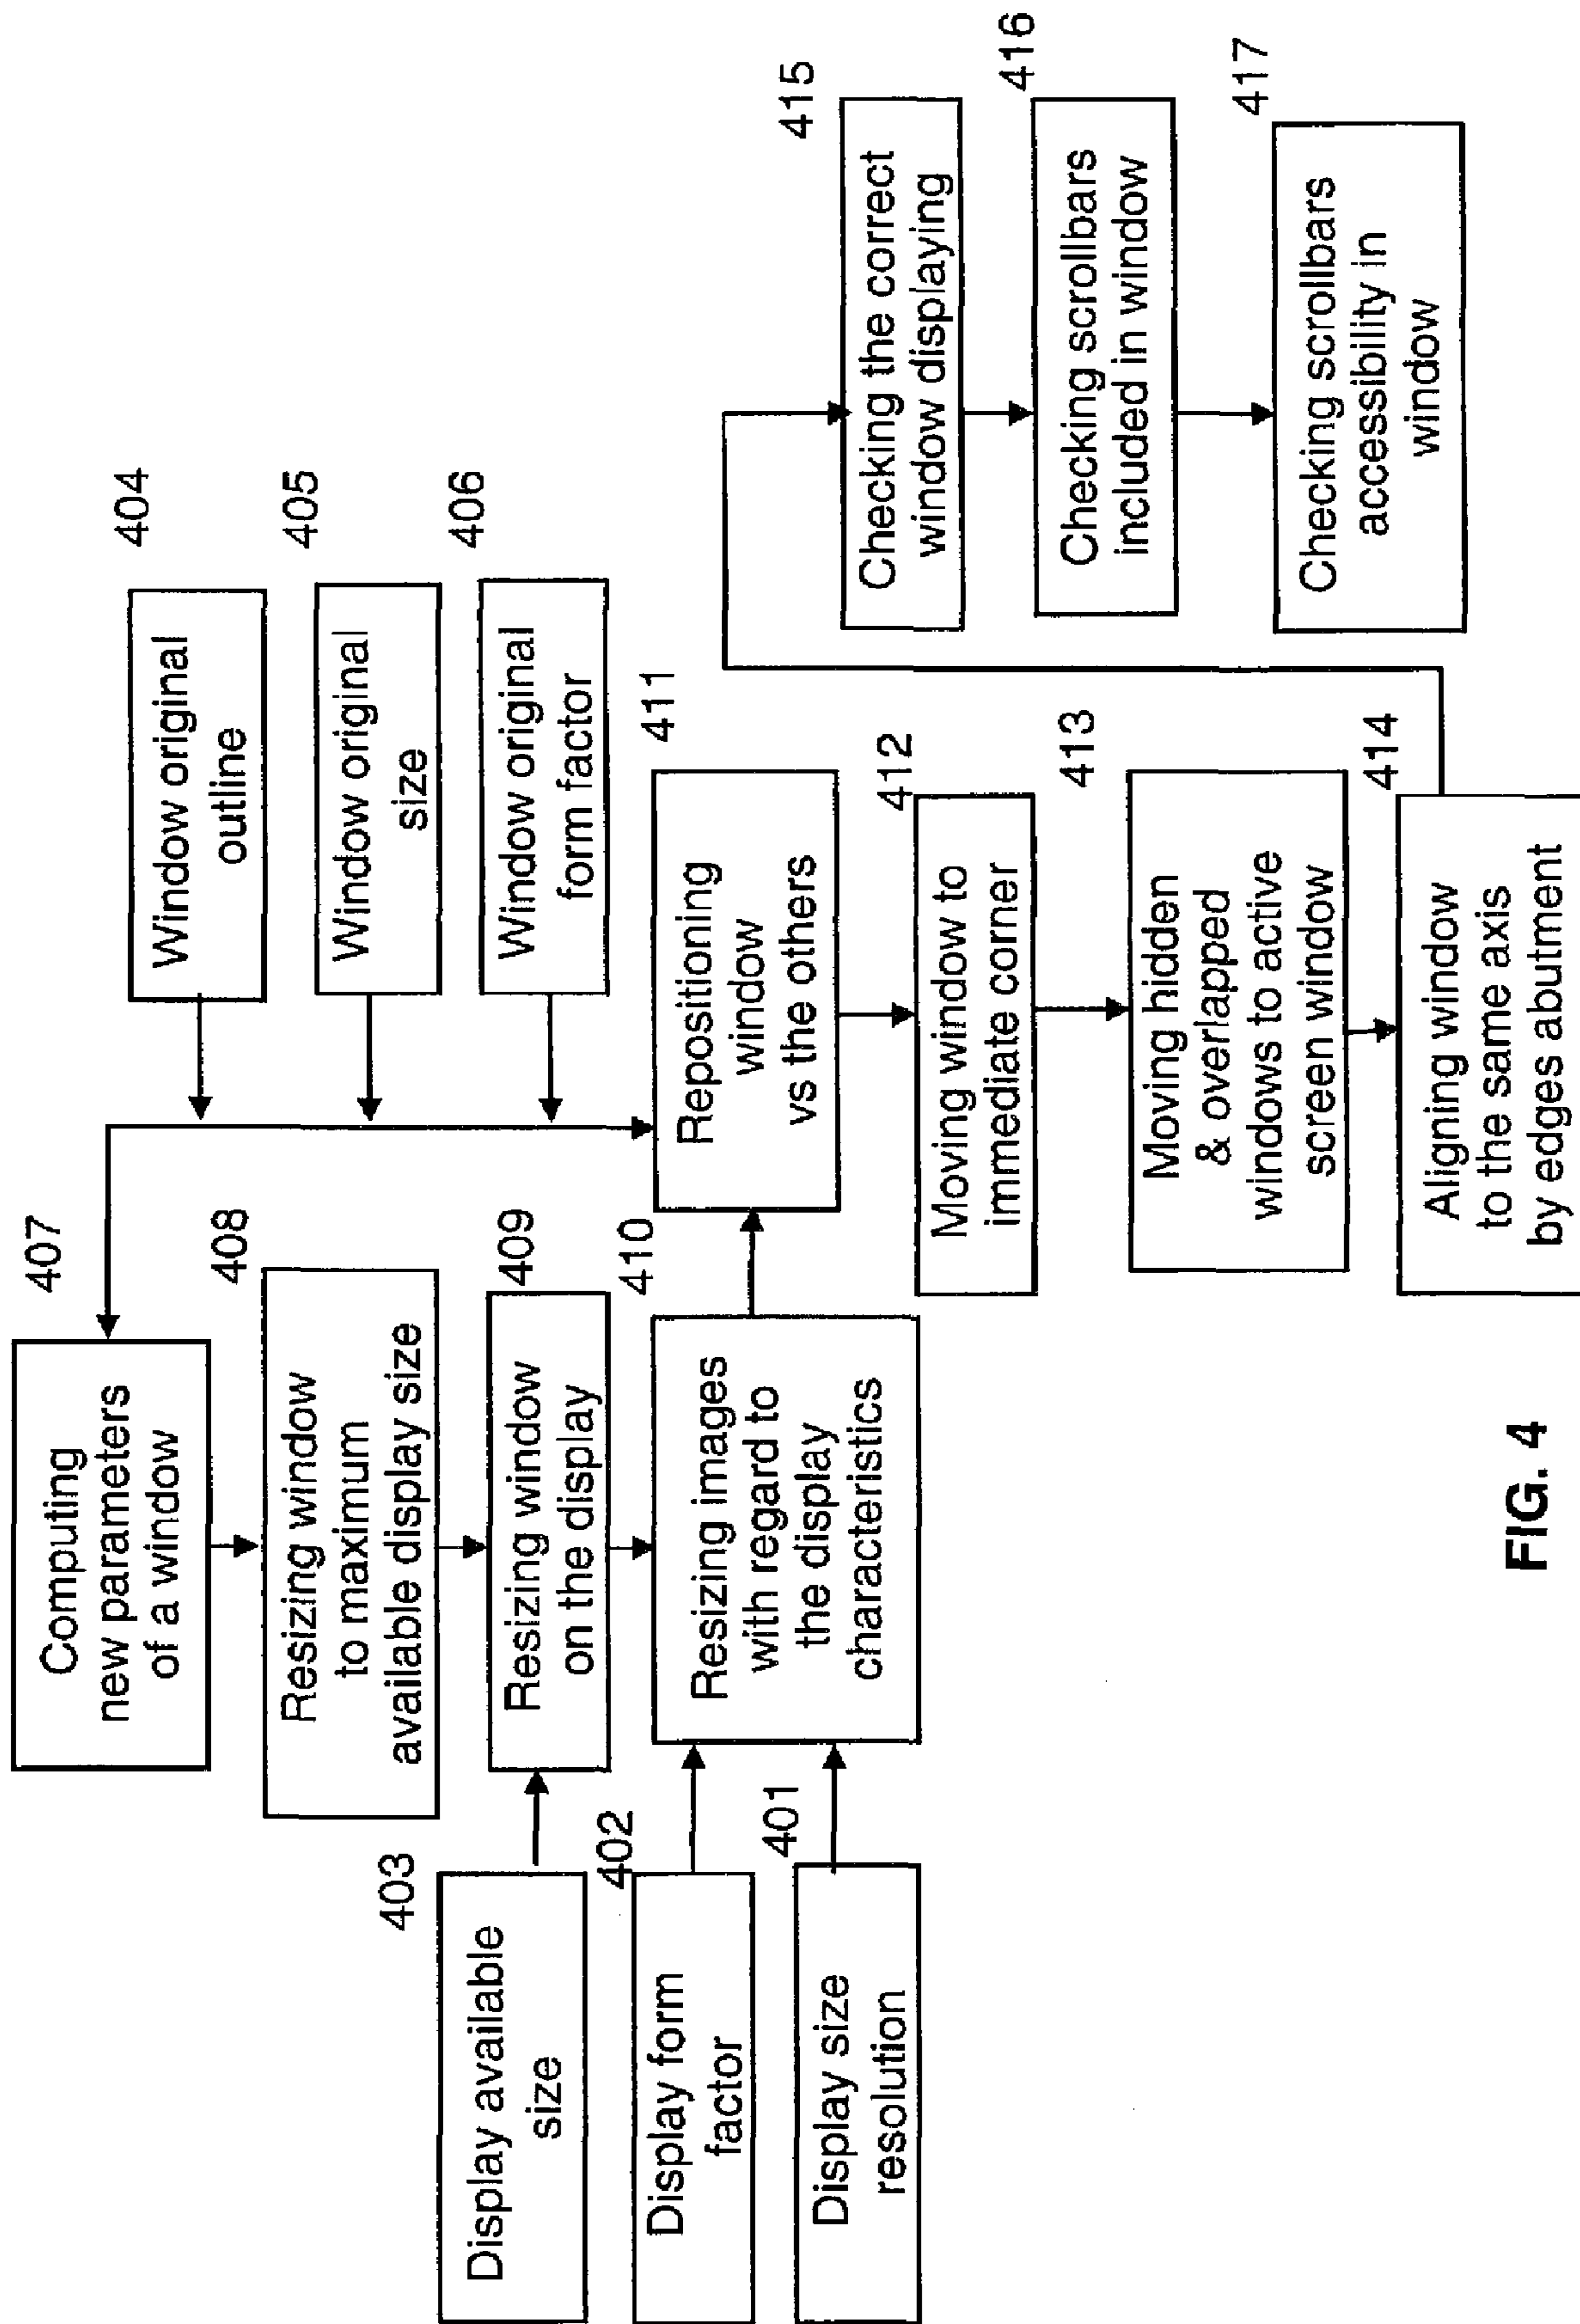 404
Window original
outline
405
Window original
size
406
Window original
form factor
407
Computing
new parameters
of a window
408
Resizing window
to maximum
available display size
409
Resizing window
on the display
410
Resizing images
with regard to
the display
characteristics
403
Display available
size
402
Display form
factor
401
Display size
resolution
411
Repositioning
window
vs the others
412
Moving window to
immediate corner
413
Moving hidden
& overlapped
windows to active
screen window
414
Aligning window
to the same axis
by edges abutment
415
Checking the correct
window displaying
416
Checking scrollbars
included in window
417
Checking scrollbars
accessibility in
window
FIG. 4